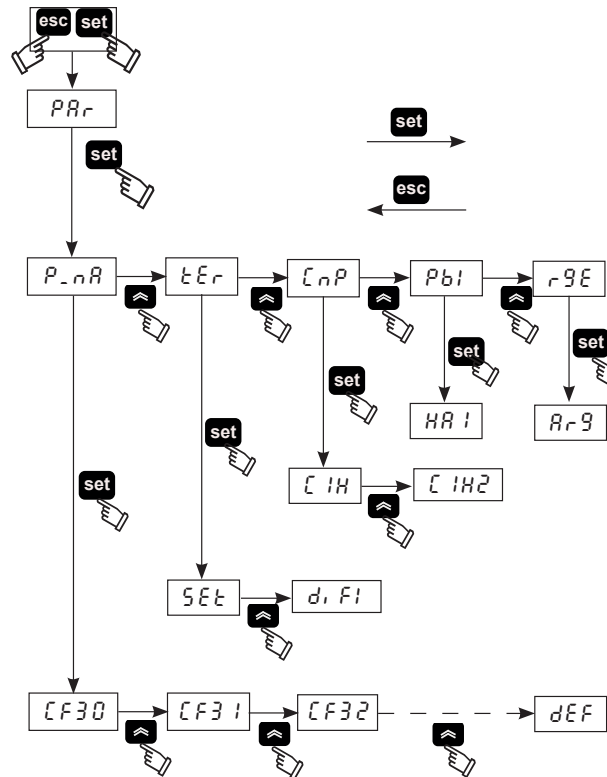 esc set
PAr
set
set
esc
P_nA tEr CnP Pb1 rGE
set set
HA1 Arg
set
C1H C1H2
set
set
SEt diF1
CF30 CF31 CF32 dEF